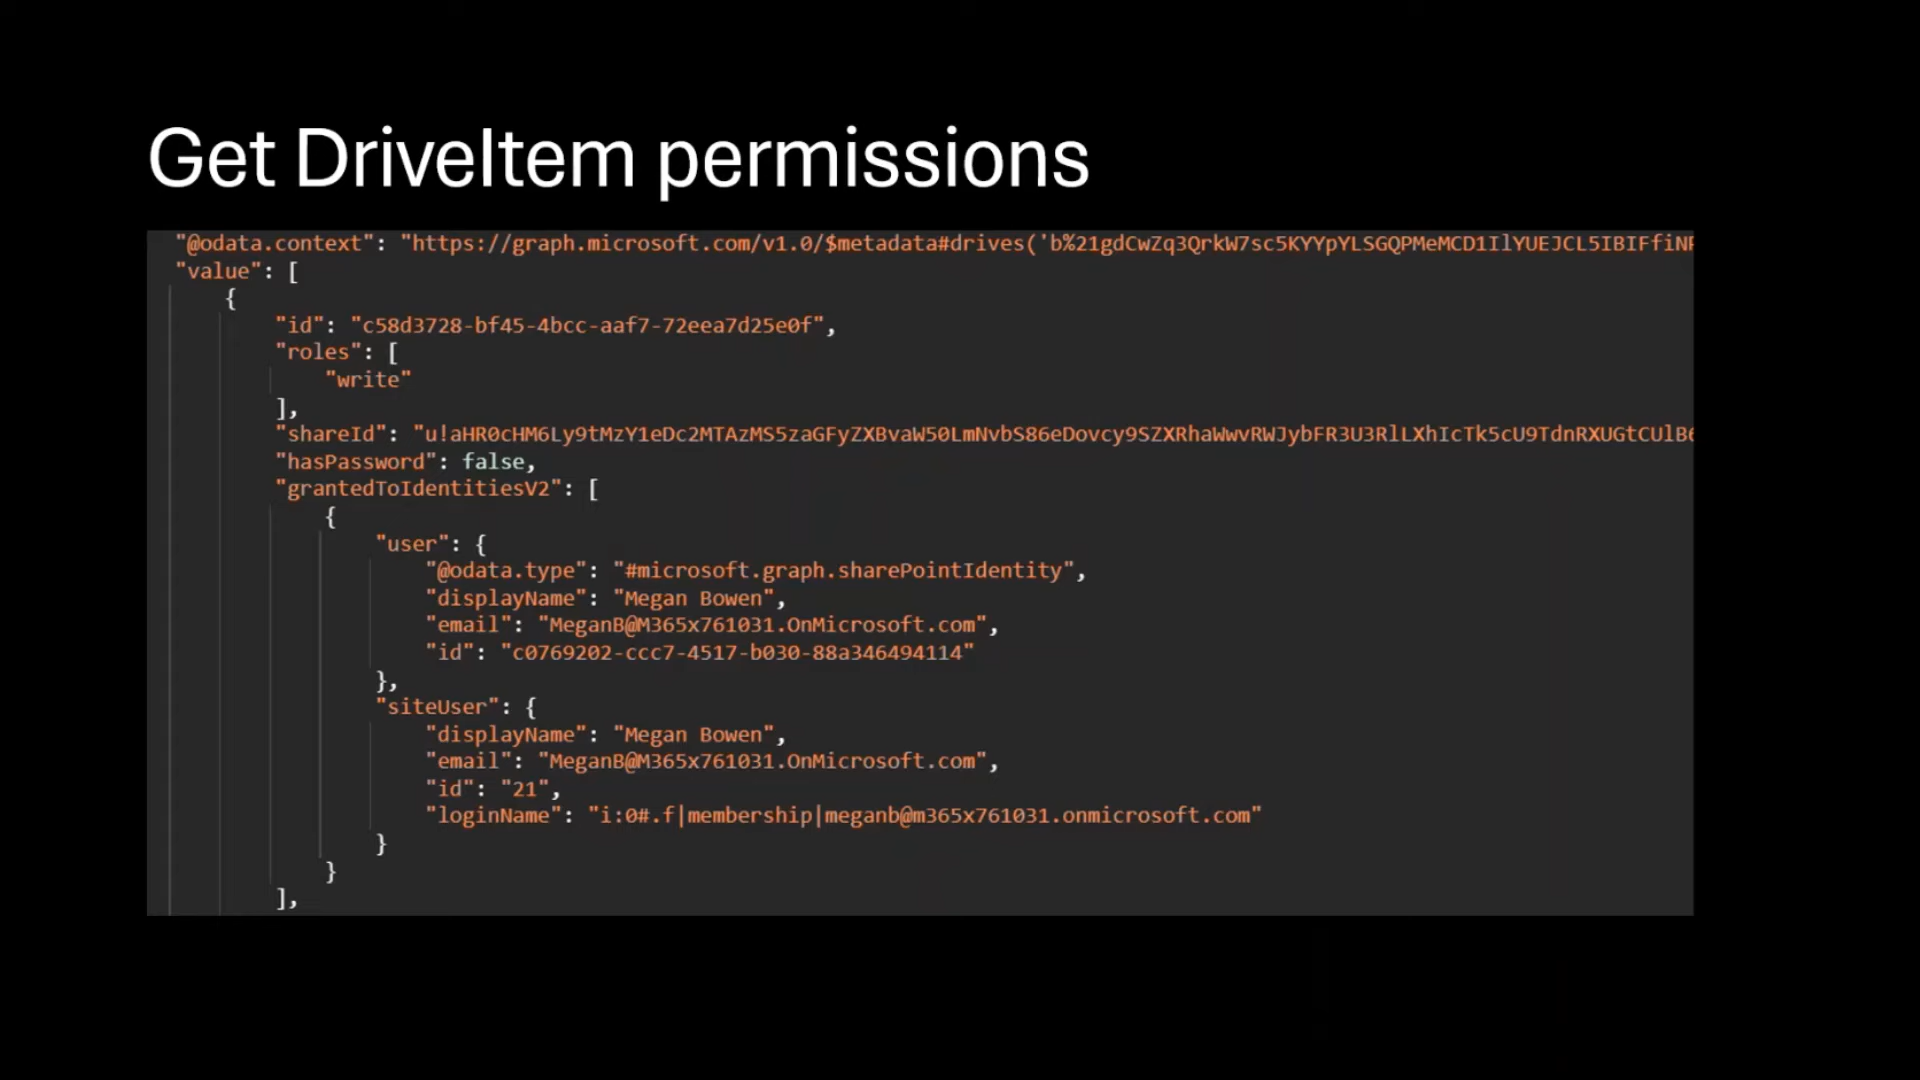 Get DriveItem permissions
"@odata.context": "https://graph.microsoft.com/v1.0/$metadata#drives('b%21gdCwZq3QrkW7sc5KYYpYLSGQPMeMCD1IlYUEJCL5IBIFfiNF
"value": [
{
"id": "c58d3728-bf45-4bcc-aaf7-72eea7d25e0f",
"roles": [
"write"
],
"shareId": "u!aHR0cHM6Ly9tMzY1eDc2MTAzMS5zaGFyZXBvaW50LmNvbS86eDovcy9SZXRhaWwvRWJybFR3U3RlLXhIcTk5cU9TdnRXUGtCUlB6
"hasPassword": false,
"grantedToIdentitiesV2": [
{
"user": {
"@odata.type": "#microsoft.graph.sharePointIdentity",
"displayName": "Megan Bowen",
"email": "MeganB@M365x761031.OnMicrosoft.com",
"id": "c0769202-ccc7-4517-b030-88a346494114"
},
"siteUser": {
"displayName": "Megan Bowen",
"email": "MeganB@M365x761031.OnMicrosoft.com",
"id": "21",
"loginName": "i:0#.f|membership|meganb@m365x761031.onmicrosoft.com"
}
}
],